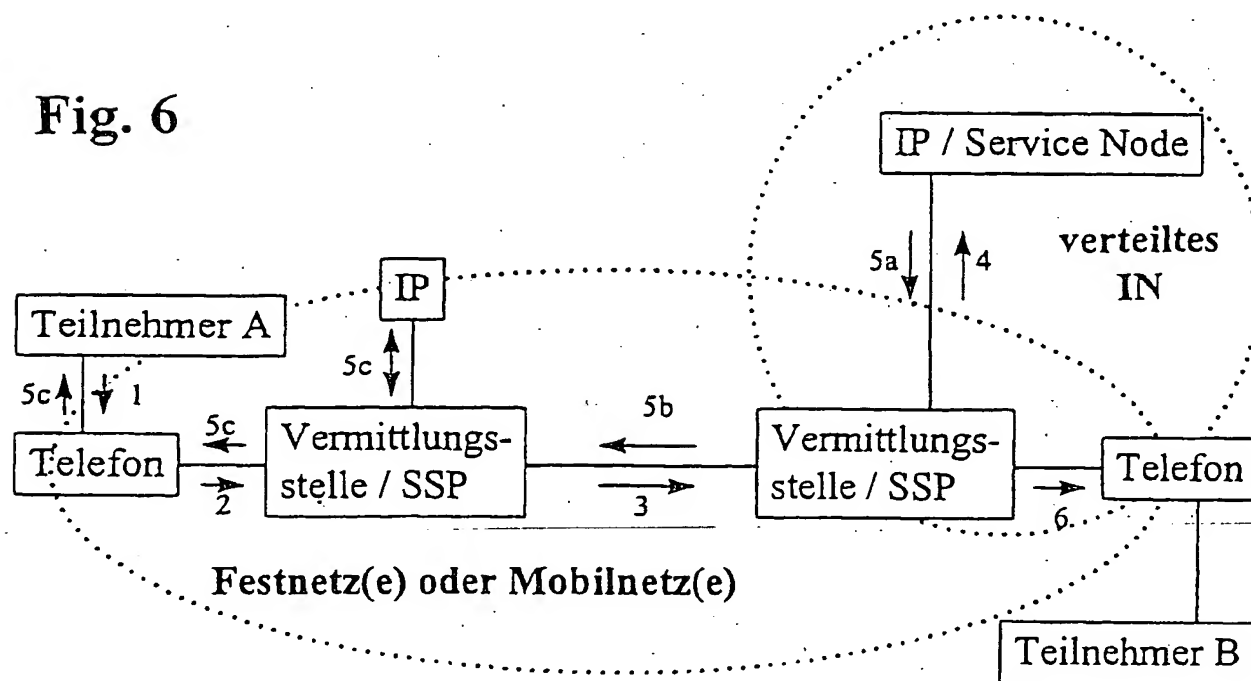 Fig. 6
IP / Service Node
verteiltes
IN
5a
4
IP
Teilnehmer A
5c
1
5c
5c
5b
Telefon
Vermittlungs-
stelle / SSP
Vermittlungs-
stelle / SSP
Telefon
2
3
6
Festnetz(e) oder Mobilnetz(e)
Teilnehmer B